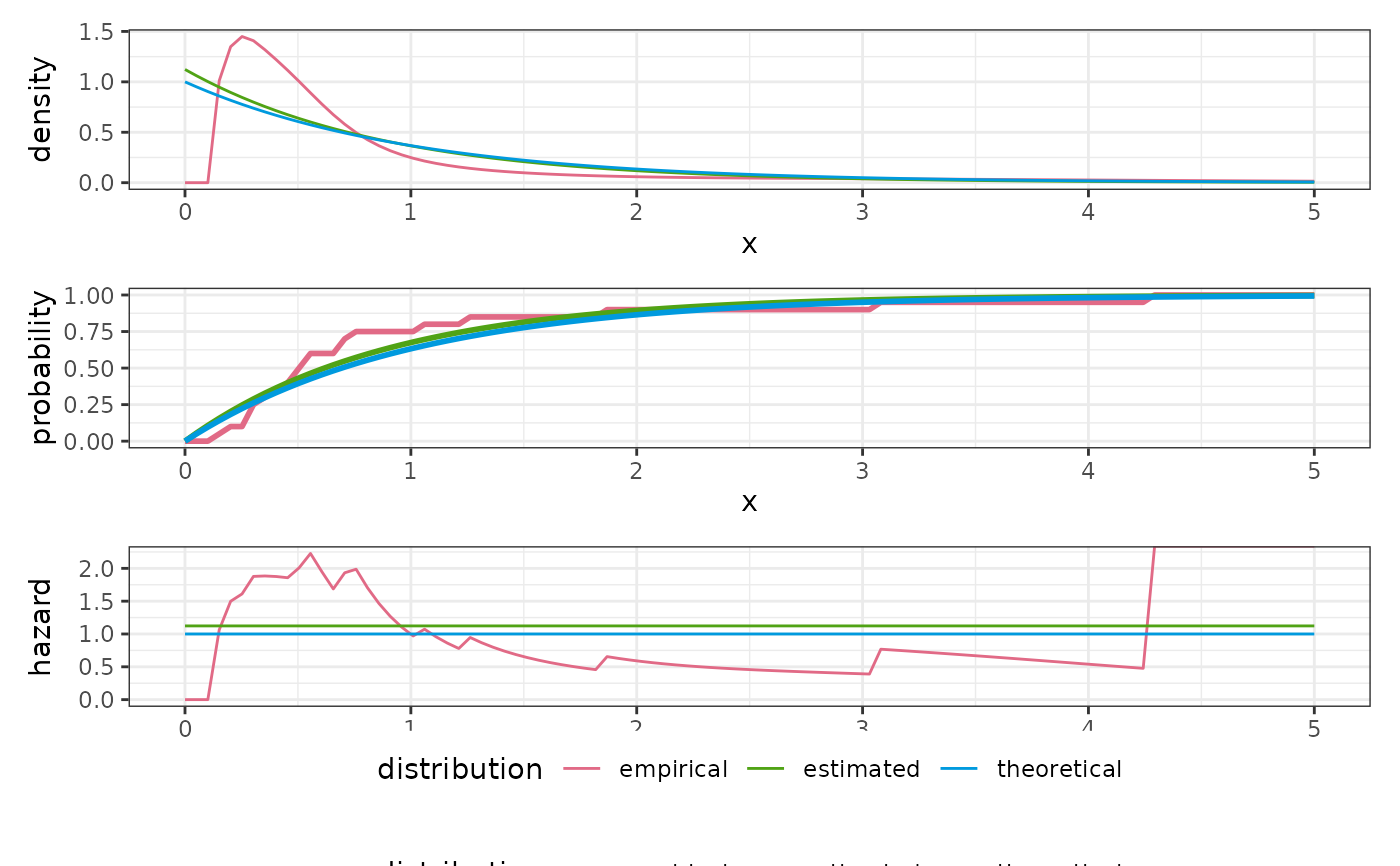 density
1.5
1.0
0.5
0.0
0 1 2 3 4 5
x
probability
1.00
0.75
0.50
0.25
0.00
0 1 2 3 4 5
x
hazard
2.0
1.5
1.0
0.5
0.0
0 1 2 3 4 5
distribution empirical estimated theoretical